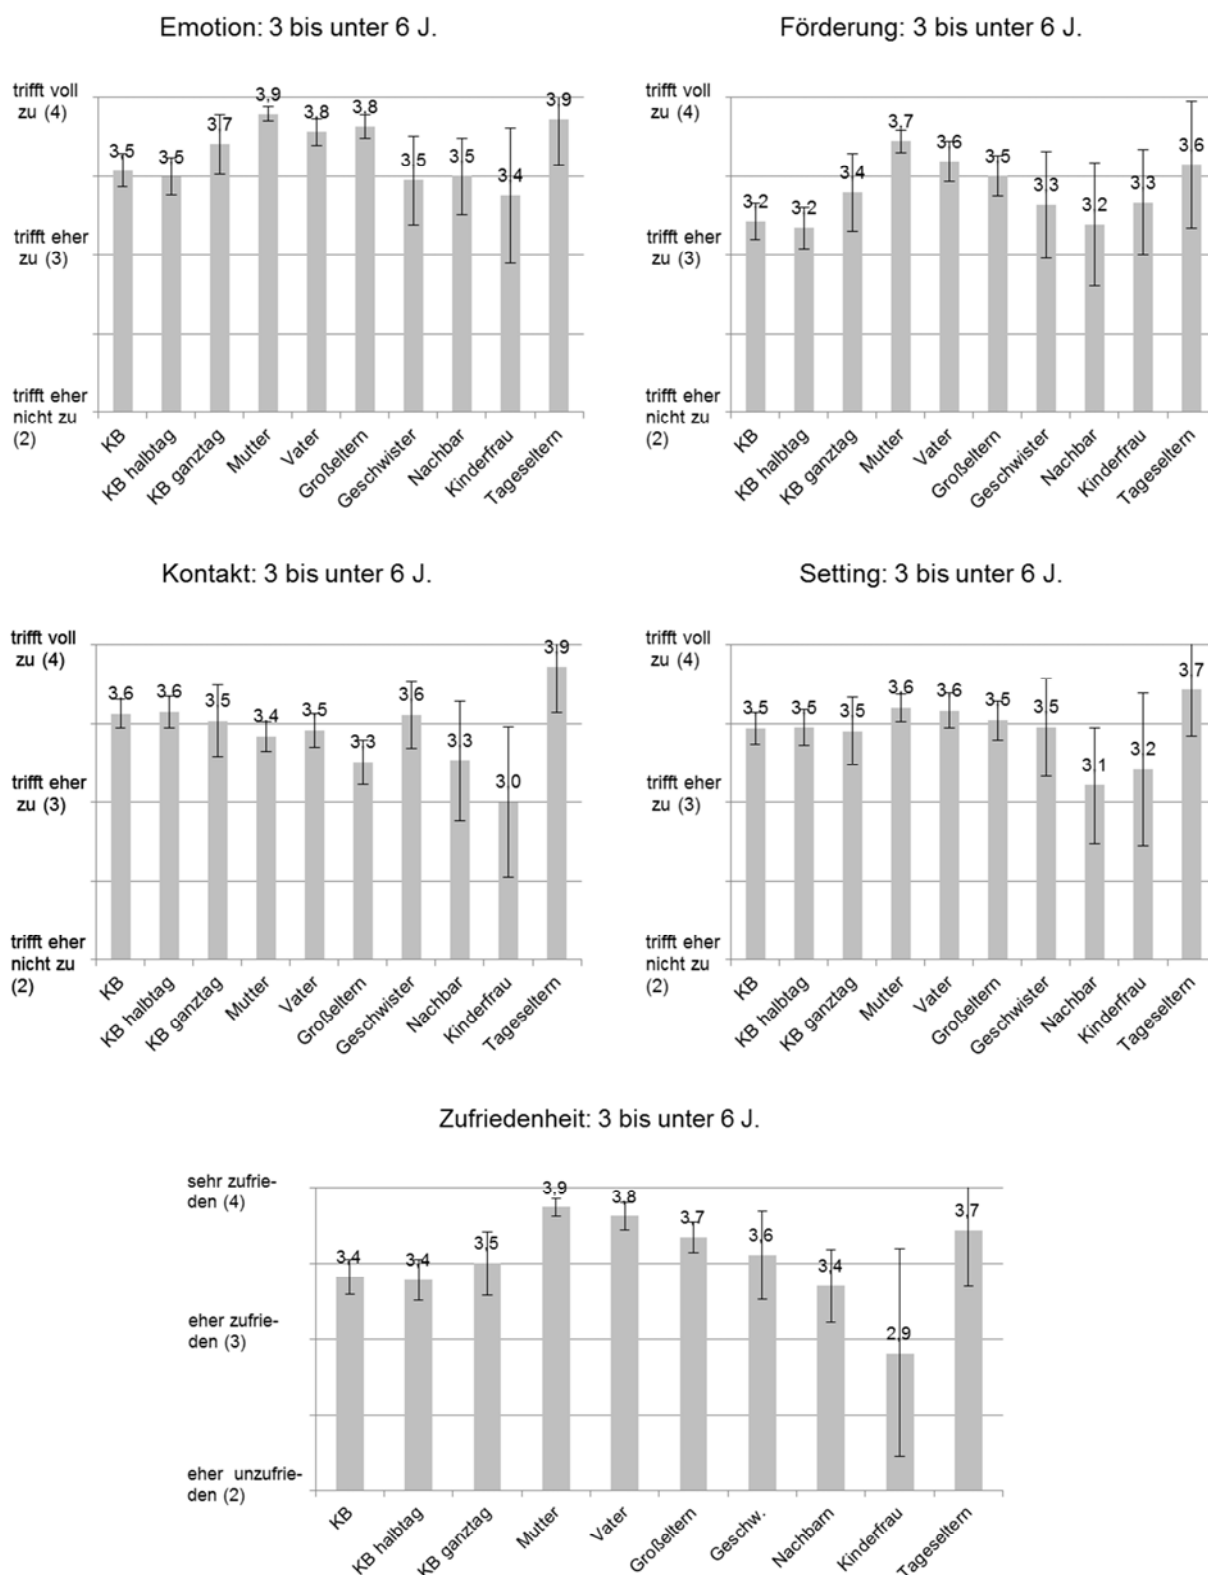 Emotion: 3 bis unter 6 J.
trifft voll
zu (4)
trifft eher
zu (3)
trifft eher
nicht zu
(2)
3,5
3,5
3,7
3,9
3,8
3,8
3,5
3,5
3,4
3,9
KB
KB halbtag
KB ganztag
Mutter
Vater
Großeltern
Geschwister
Nachbar
Kinderfrau
Tageseltern
Förderung: 3 bis unter 6 J.
trifft voll
zu (4)
trifft eher
zu (3)
trifft eher
nicht zu
(2)
3,2
3,2
3,4
3,7
3,6
3,5
3,3
3,2
3,3
3,6
KB
KB halbtag
KB ganztag
Mutter
Vater
Großeltern
Geschwister
Nachbar
Kinderfrau
Tageseltern
Kontakt: 3 bis unter 6 J.
trifft voll
zu (4)
trifft eher
zu (3)
trifft eher
nicht zu
(2)
3,6
3,6
3,5
3,4
3,5
3,3
3,6
3,3
3,0
3,9
KB
KB halbtag
KB ganztag
Mutter
Vater
Großeltern
Geschwister
Nachbar
Kinderfrau
Tageseltern
Setting: 3 bis unter 6 J.
trifft voll
zu (4)
trifft eher
zu (3)
trifft eher
nicht zu
(2)
3,5
3,5
3,5
3,6
3,6
3,5
3,5
3,1
3,2
3,7
KB
KB halbtag
KB ganztag
Mutter
Vater
Großeltern
Geschwister
Nachbar
Kinderfrau
Tageseltern
Zufriedenheit: 3 bis unter 6 J.
sehr zufrie-
den (4)
eher zufrie-
den (3)
eher unzufrie-
den (2)
3,4
3,4
3,5
3,9
3,8
3,7
3,6
3,4
2,9
3,7
KB
KB halbtag
KB ganztag
Mutter
Vater
Großeltern
Geschw.
Nachbarn
Kinderfrau
Tageseltern